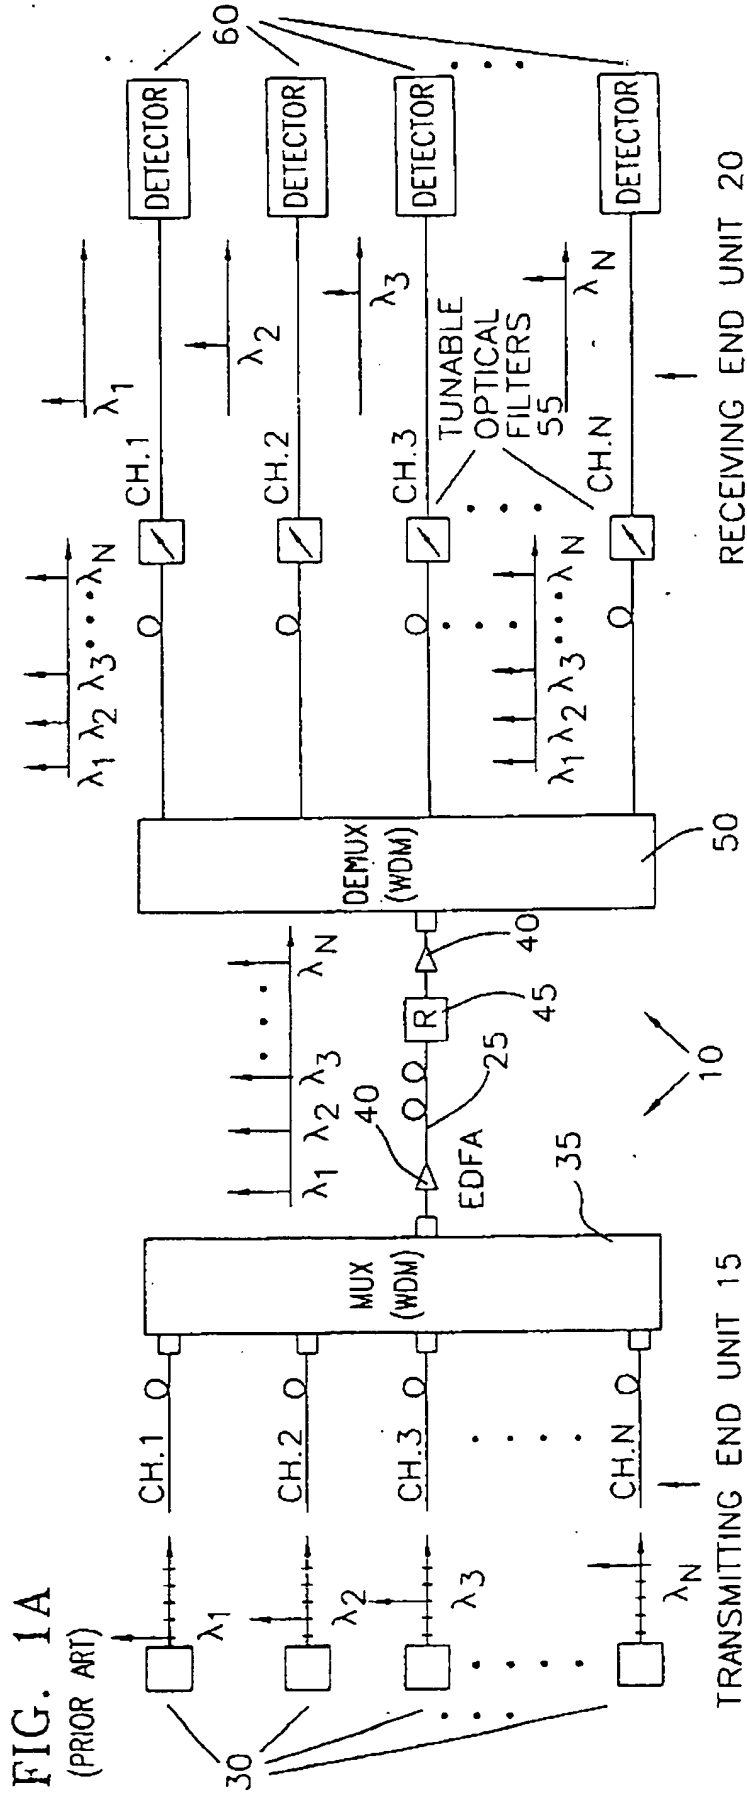 FIG. 1A
(PRIOR ART)
30
λ1
λ2
λ3
λN
CH.1
CH.2
CH.3
CH.N
TRANSMITTING END UNIT 15
MUX
(WDM)
35
λ1 λ2 λ3 λN
40
EDFA
25
R
45
40
10
DEMUX
(WDM)
50
λ1 λ2 λ3 λN
λ1 λ2 λ3 λN
CH.1
CH.2
CH.3
CH.N
TUNABLE
OPTICAL
FILTERS
55
λ1
λ2
λ3
λN
DETECTOR
DETECTOR
DETECTOR
DETECTOR
60
RECEIVING END UNIT 20